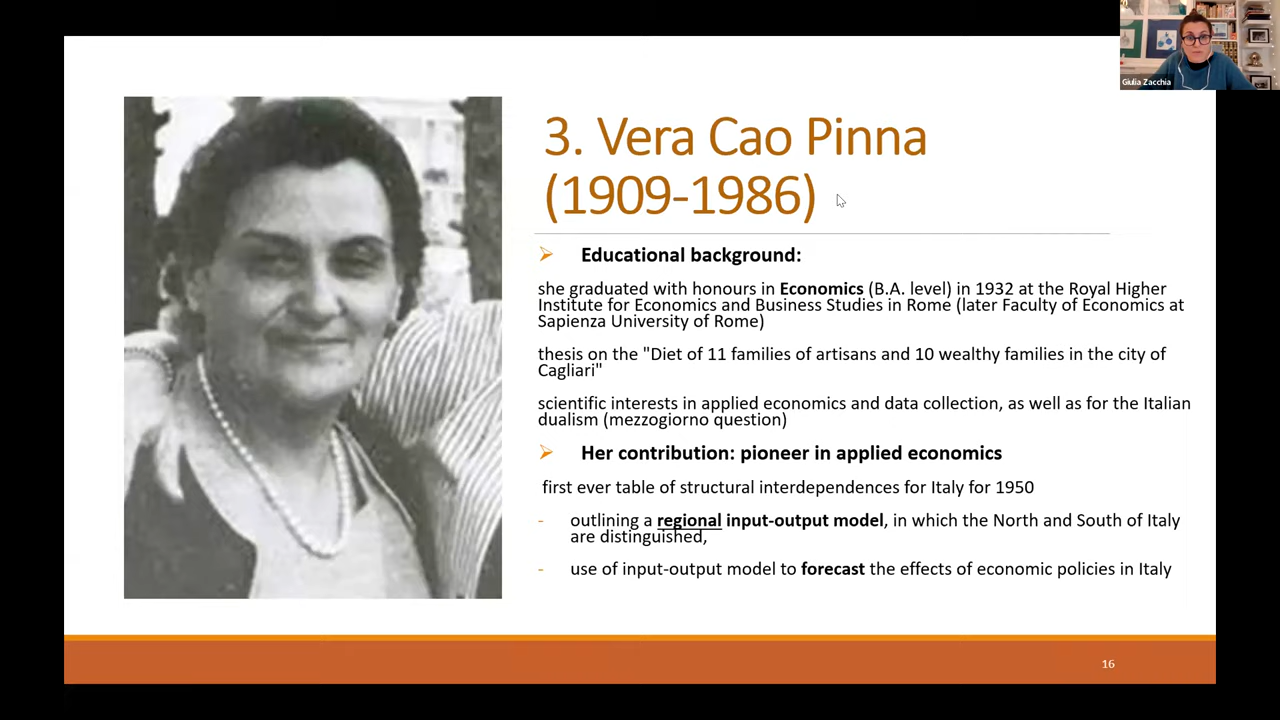 Giulia Zacchia
3. Vera Cao Pinna
(1909-1986)
Educational background:
she graduated with honours in Economics (B.A. level) in 1932 at the Royal Higher
Institute for Economics and Business Studies in Rome (later Faculty of Economics at
Sapienza University of Rome)
thesis on the "Diet of 11 families of artisans and 10 wealthy families in the city of
Cagliari"
scientific interests in applied economics and data collection, as well as for the Italian
dualism (mezzogiorno question)
Her contribution: pioneer in applied economics
first ever table of structural interdependences for Italy for 1950
- outlining a regional input-output model, in which the North and South of Italy
are distinguished,
- use of input-output model to forecast the effects of economic policies in Italy
16